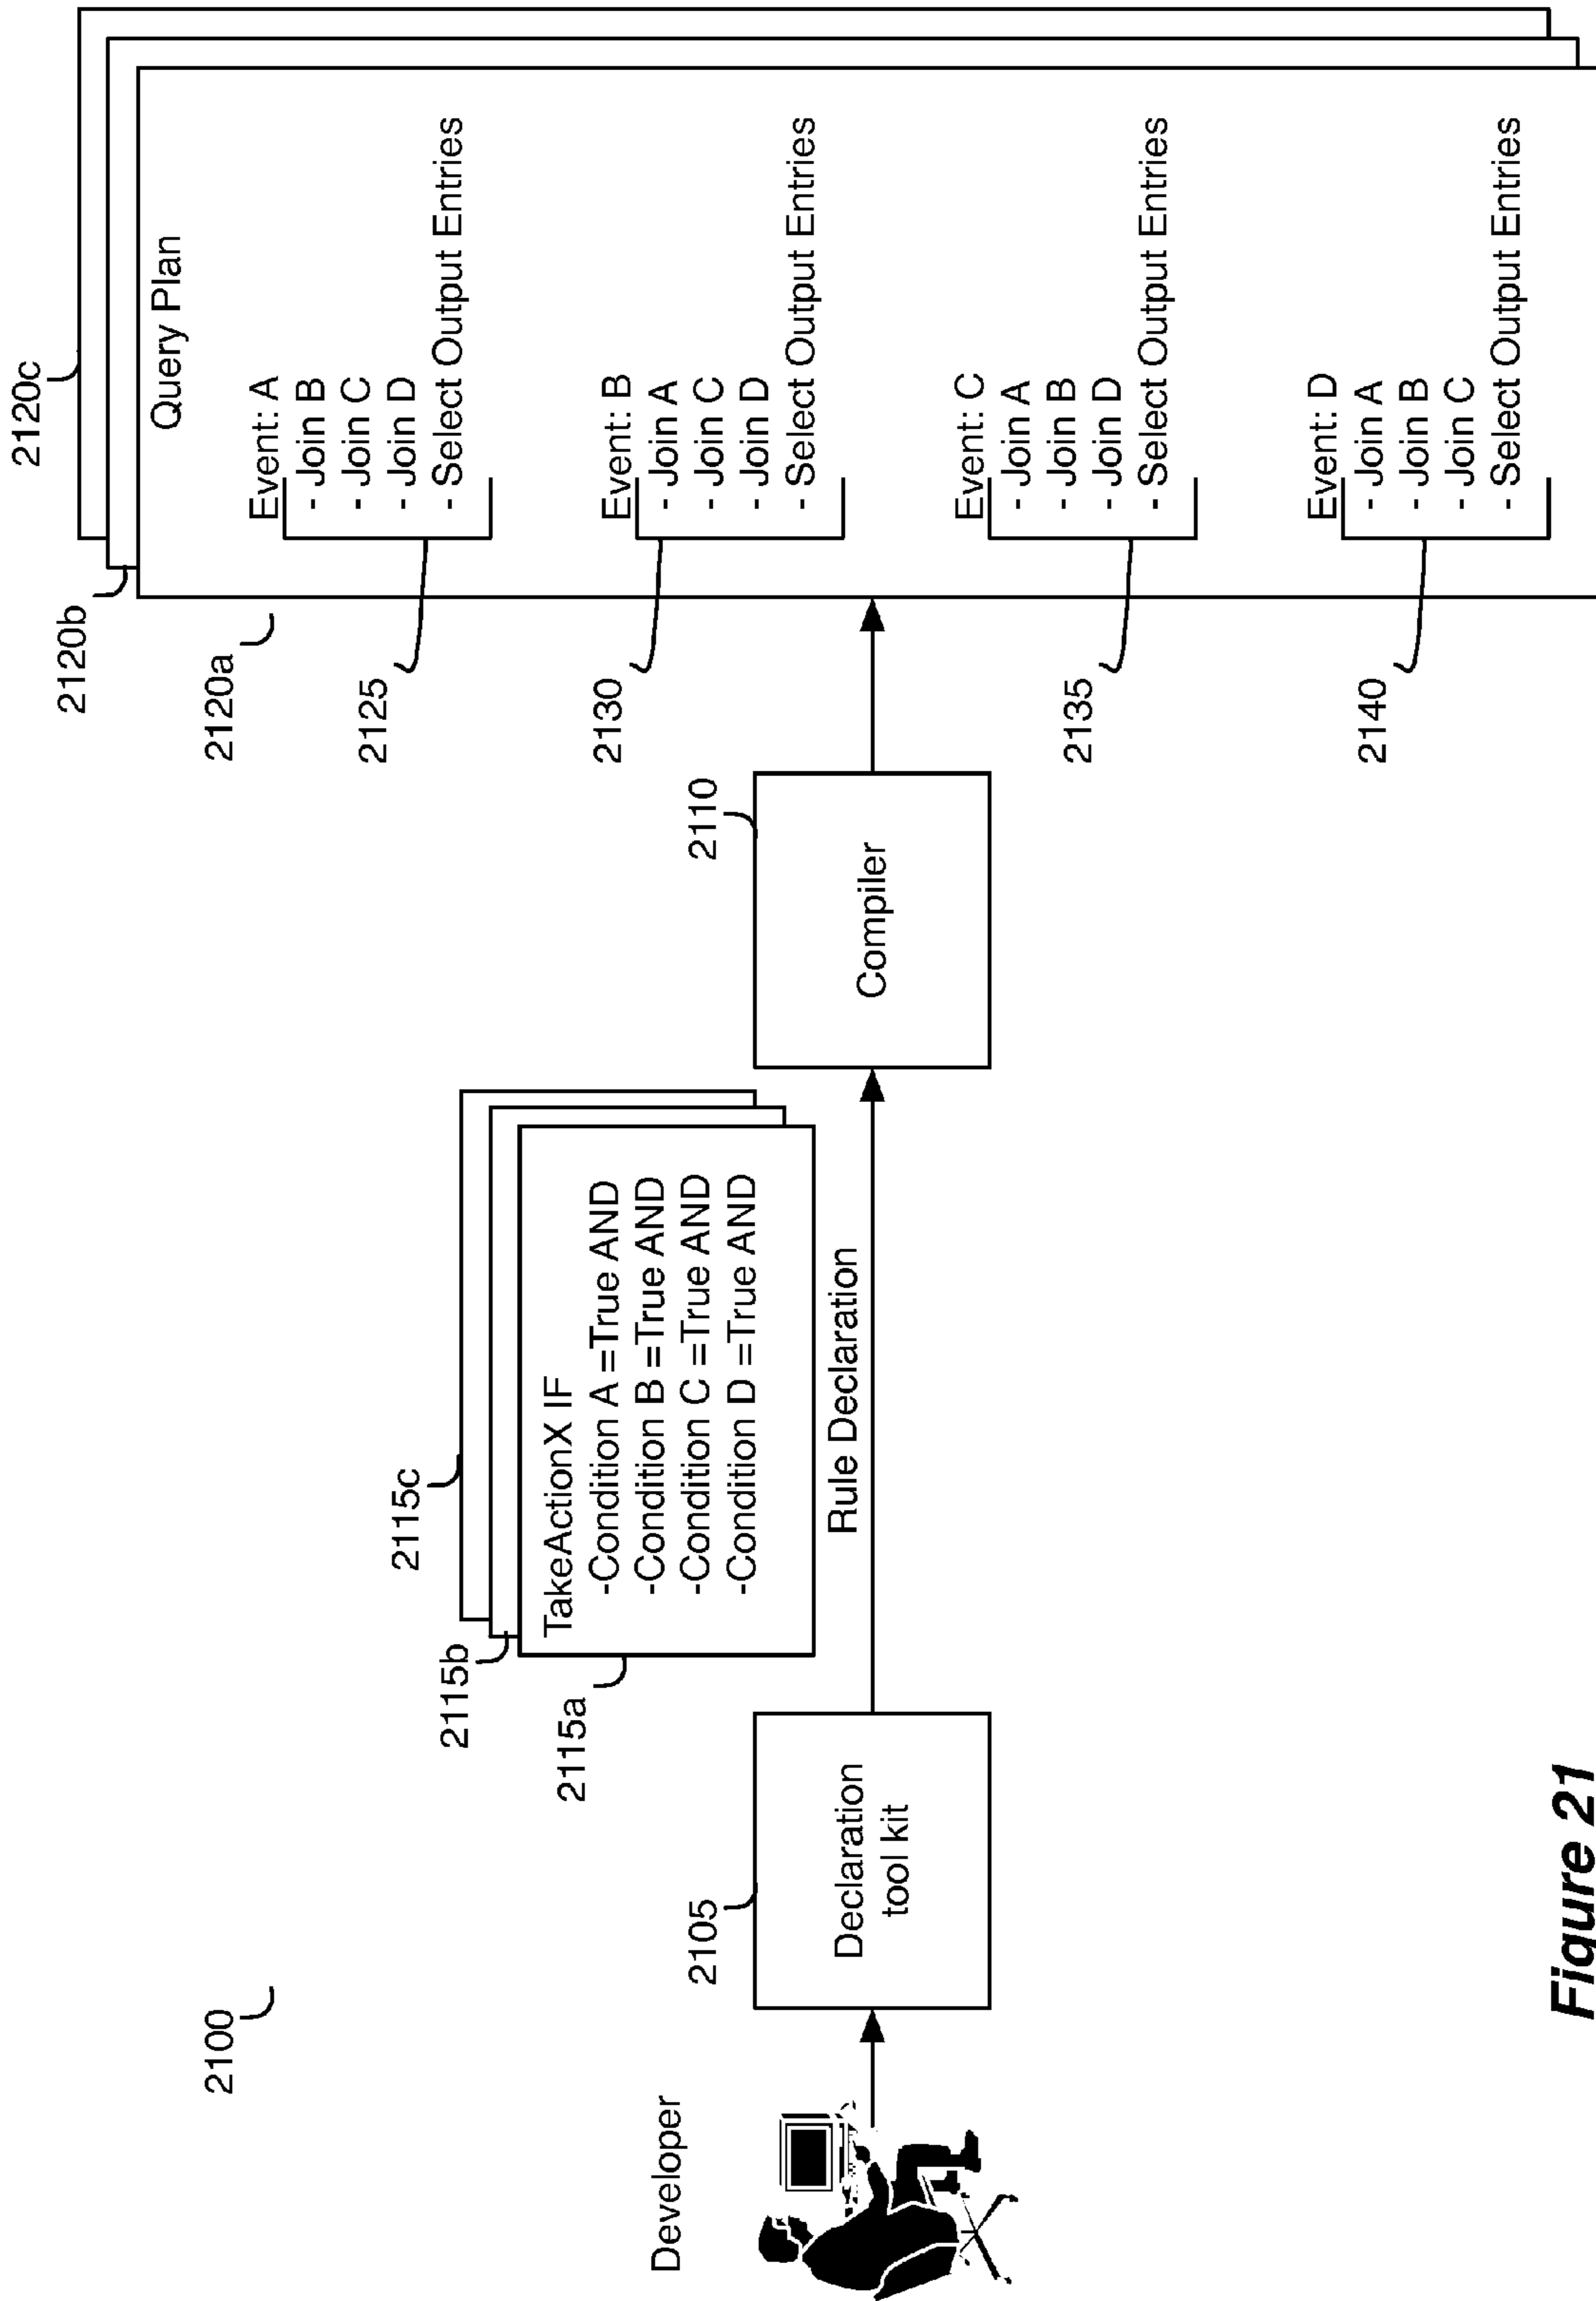 2100
Developer
2105
Declaration
tool kit
2115a
2115b
2115c
TakeActionX IF
-Condition A =True AND
-Condition B =True AND
-Condition C =True AND
-Condition D =True AND
Rule Declaration
2110
Compiler
2120a
2120b
2120c
Query Plan
2125
Event: A
- Join B
- Join C
- Join D
- Select Output Entries
2130
Event: B
- Join A
- Join C
- Join D
- Select Output Entries
2135
Event: C
- Join A
- Join B
- Join D
- Select Output Entries
2140
Event: D
- Join A
- Join B
- Join C
- Select Output Entries
Figure 21